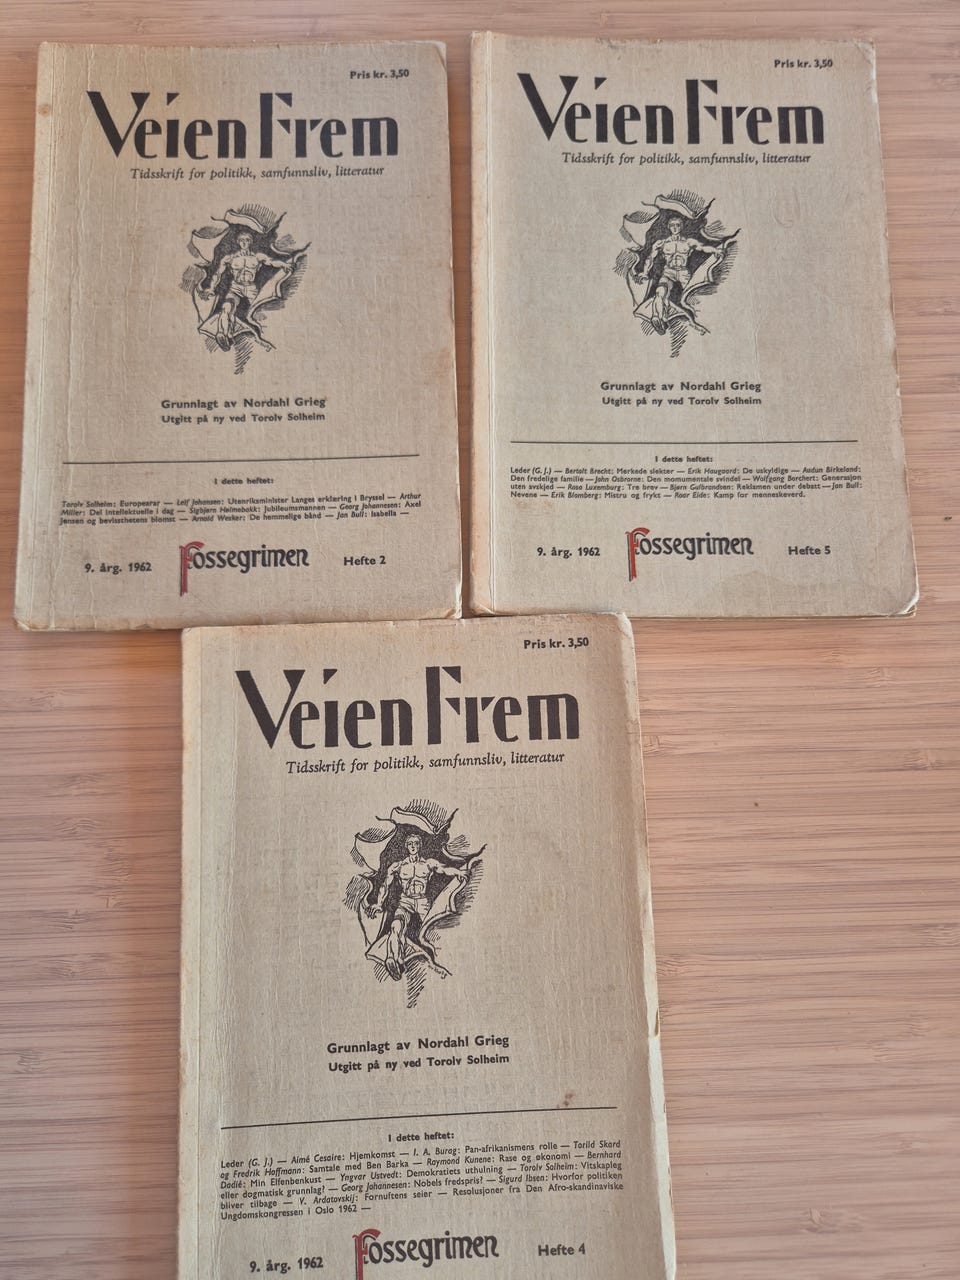 Pris kr. 3,50
Veien Frem
Tidsskrift for politikk, samfunnsliv, litteratur
Grunnlagt av Nordahl Grieg
Utgitt på ny ved Torolv Solheim
I dette heftet:
Torolv Solheim: Europearar — Leif Johansen: Utenriksminister Langes erklæring i Bryssel — Arthur
Miller: Det intellektuelle i dag — Sigbjørn Hølmebakk: Jubileumsmannen — Georg Johannesen: Axel
Jensen og bevissthetens blomst — Arnold Wesker: De hemmelige bånd — Jan Bull: Isabella —
9. årg. 1962
Fossegrimen
Hefte 2
Pris kr. 3,50
Veien Frem
Tidsskrift for politikk, samfunnsliv, litteratur
Grunnlagt av Nordahl Grieg
Utgitt på ny ved Torolv Solheim
I dette heftet:
Leder (G. J.) — Bertolt Brecht: Merkede slekter — Erik Haugaard: De uskyldige — Audun Birkeland:
Den fredelige familie — John Osborne: Den momumentale svindel — Wolfgang Borchert: Generasjon
uten avskjed — Rosa Luxemburg: Tre brev — Bjørn Gulbrandsen: Reklamen under debatt — Jan Bull:
Nevene — Erik Blomberg: Mistru og frykt — Roar Eide: Kamp for menneskeverd.
9. årg. 1962
Fossegrimen
Hefte 5
Pris kr. 3,50
Veien Frem
Tidsskrift for politikk, samfunnsliv, litteratur
Grunnlagt av Nordahl Grieg
Utgitt på ny ved Torolv Solheim
I dette heftet:
Leder (G. J.) — Aimé Cesaire: Hjemkomst — I. A. Burag: Pan-afrikanismens rolle — Torild Skard
og Fredrik Hoffmann: Samtale med Ben Barka — Raymond Kunene: Rase og økonomi — Bernhard
Dadié: Min Elfenbenkust — Yngvar Ustvedt: Demokratiets uthulning — Torolv Solheim: Vitskapleg
eller dogmatisk grunnlag? — Georg Johannesen: Nobels fredspris? — Sigurd Ibsen: Hvorfor politiken
bliver tilbage — V. Ardatovskij: Fornuftens seier — Resolusjoner fra Den Afro-skandinaviske
Ungdomskongressen i Oslo 1962 —
9. årg. 1962
Fossegrimen
Hefte 4